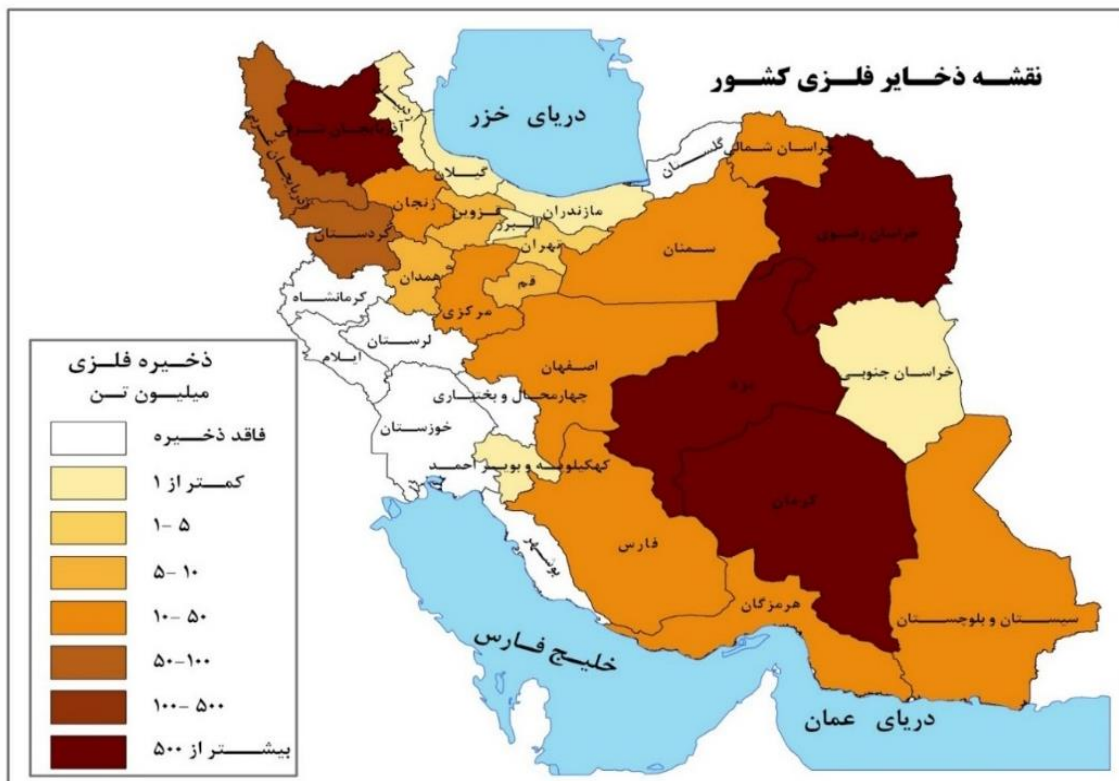 نقشه ذخایر فلزی کشور
دریای خزر
اردبیل
آذربایجان شرقی
آذربایجان غربی
گیلان
گلستان
خراسان شمالی
مازندران
زنجان
قزوین
البرز
تهران
سمنان
خراسان رضوی
کردستان
همدان
قم
مرکزی
کرمانشاه
لرستان
ایلام
اصفهان
چهارمحال و بختیاری
خوزستان
یزد
خراسان جنوبی
کهکیلویه و بویر احمد
کرمان
فارس
بوشهر
هرمزگان
سیستان و بلوچستان
خلیج فارس
دریای عمان
ذخیره فلزی
میلیون تن
فاقد ذخیره
کمتر از ۱
۱-۵
۵-۱۰
۱۰-۵۰
۵۰-۱۰۰
۱۰۰-۵۰۰
بیشتر از ۵۰۰